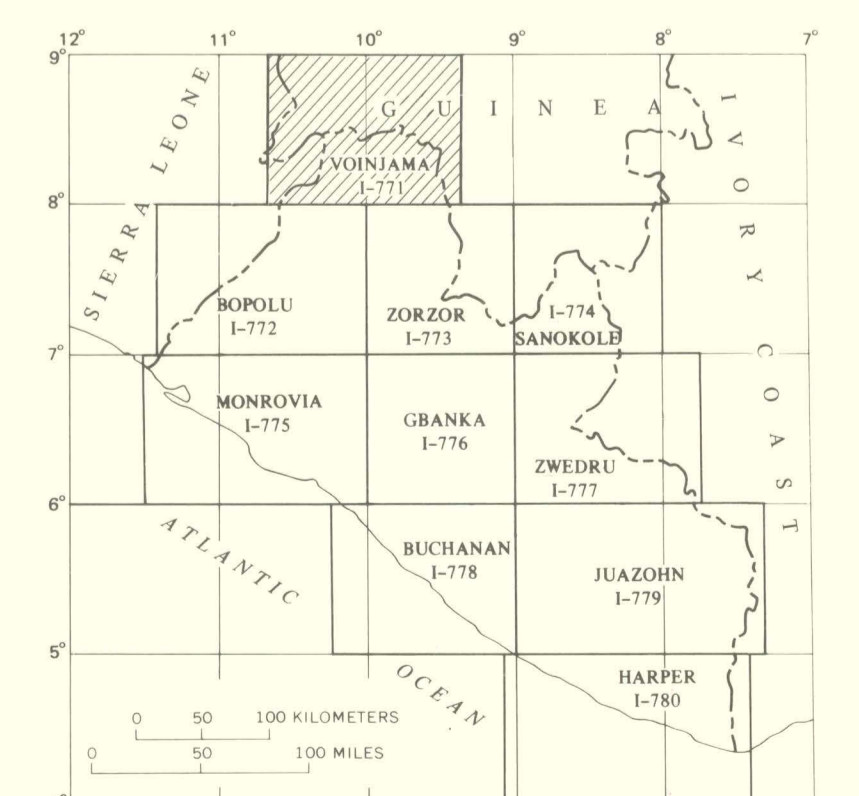 12° 11° 10° 9° 8° 7°
9°
SIERRA LEONE
GUINEA
IVORY COAST
VOINJAMA
I-771
8°
BOPOLU
I-772
ZORZOR
I-773
I-774
SANOKOLE
7°
MONROVIA
I-775
GBANKA
I-776
ZWEDRU
I-777
6°
ATLANTIC
BUCHANAN
I-778
JUAZOHN
I-779
5°
OCEAN
HARPER
I-780
0 50 100 KILOMETERS
0 50 100 MILES